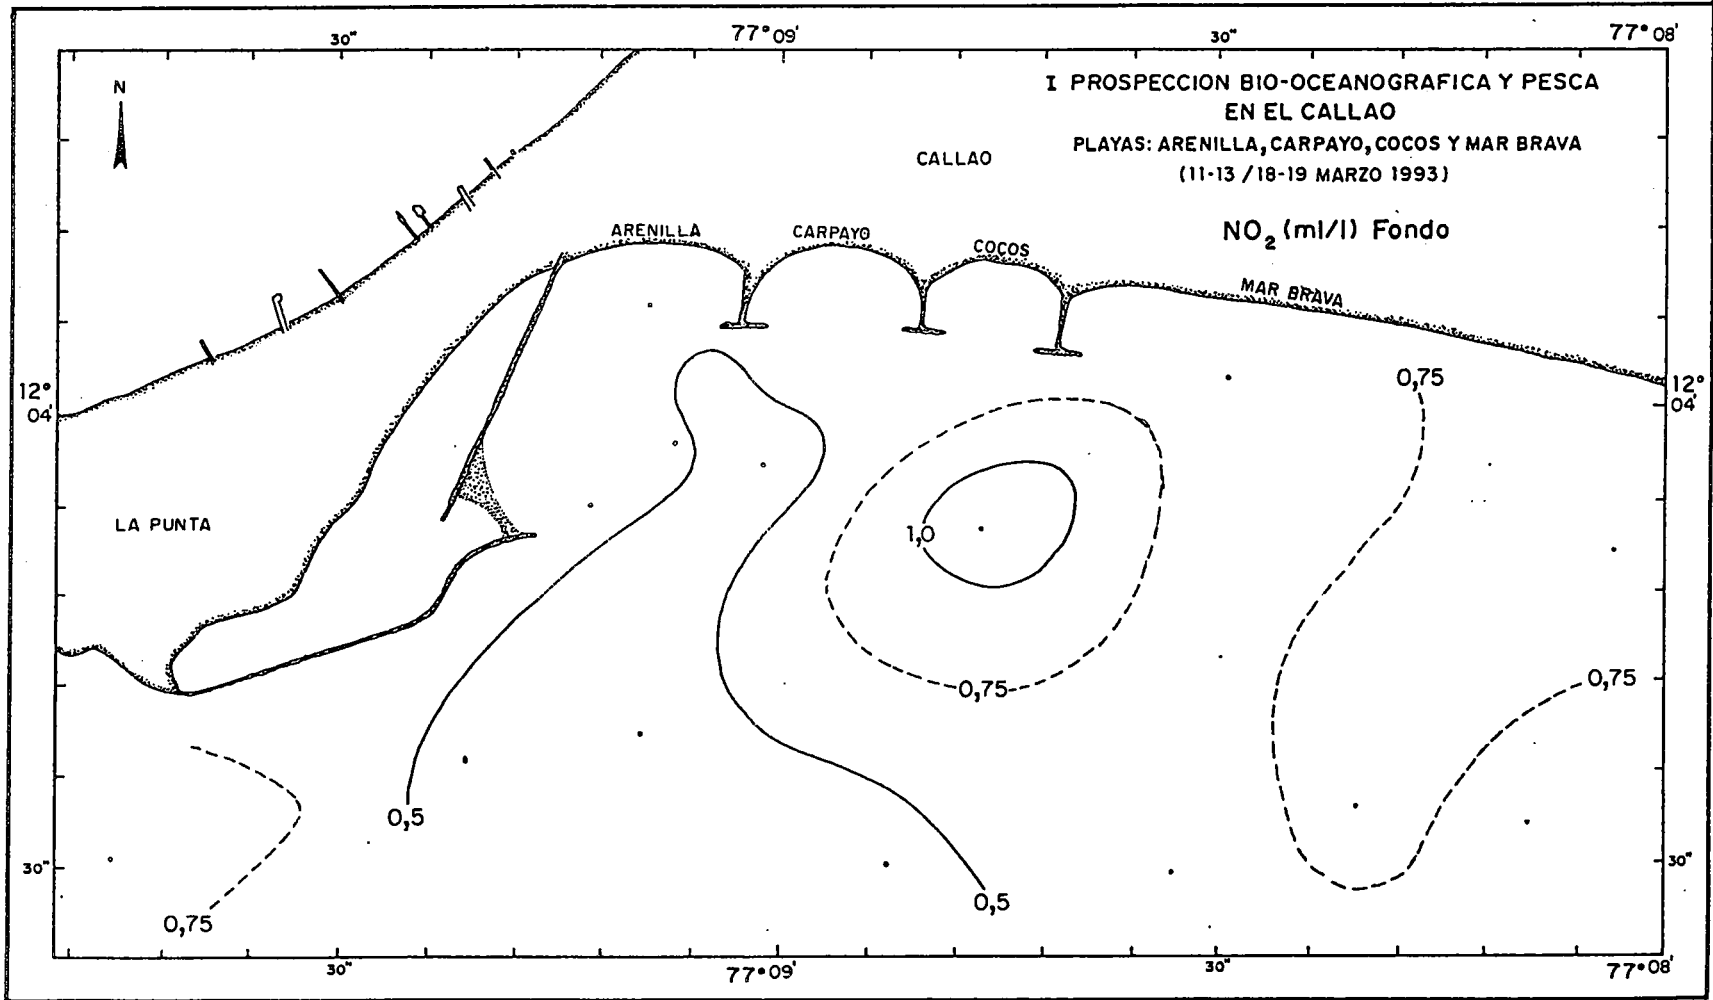 30"
77°09'
30"
77°08'
N
I PROSPECCION BIO-OCEANOGRAFICA Y PESCA
EN EL CALLAO
PLAYAS: ARENILLA, CARPAYO, COCOS Y MAR BRAVA
(11-13 / 18-19 MARZO 1993)
CALLAO
NO₂ (ml/l) Fondo
ARENILLA
CARPAYO
COCOS
MAR BRAVA
12°
04'
0,75
12°
04'
LA PUNTA
1,0
0,75
0,75
0,5
30"
30"
0,75
0,5
30"
77°09'
30"
77°08'